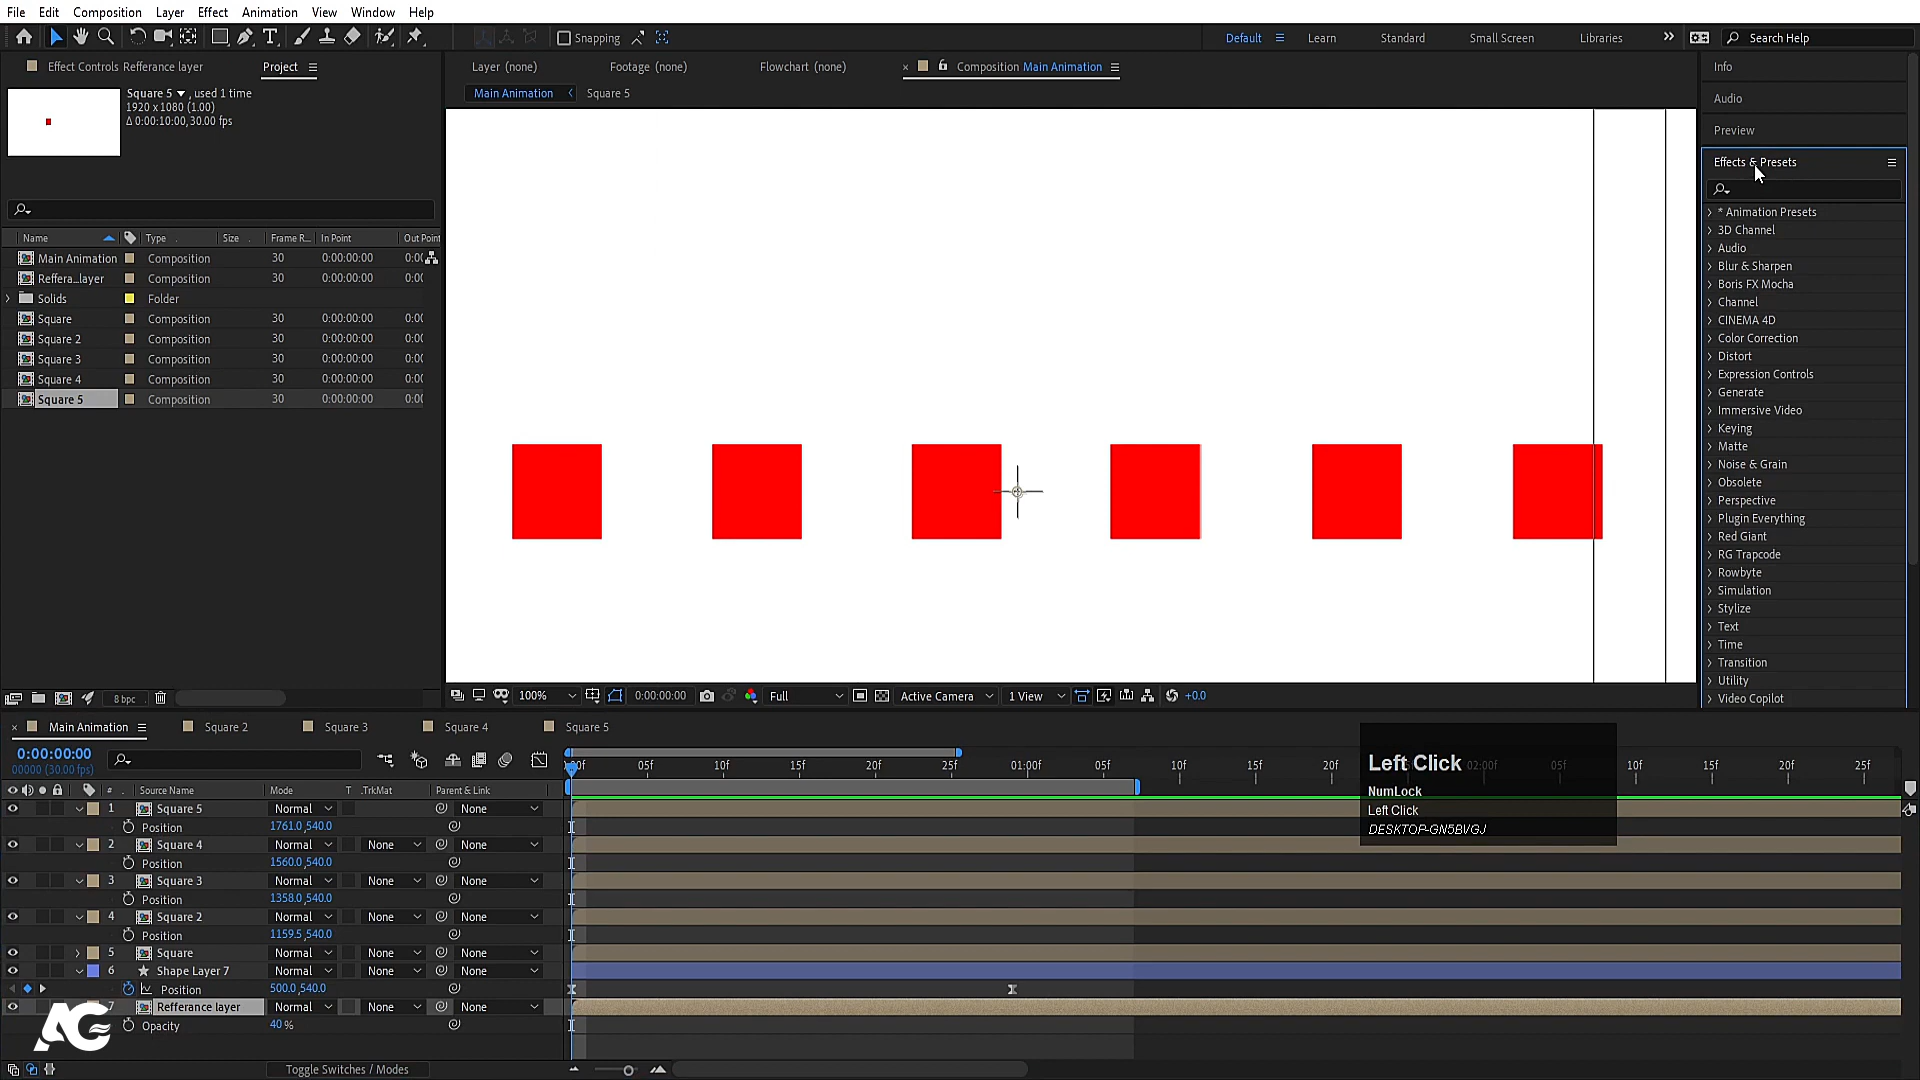 File Edit Composition Layer Effect Animation View Window Help
Snapping Default Learn Standard Small Screen Libraries Search Help
Effect Controls Refferance layer Project Layer (none) Footage (none) Flowchart (none) Composition Main Animation Info
Main Animation Square 5
Square 5 , used 1 time
1920 x 1080 (1.00)
Δ 0:00:10:00, 30.00 fps
Audio
Preview
Effects & Presets
* Animation Presets
3D Channel
Audio
Blur & Sharpen
Boris FX Mocha
Channel
CINEMA 4D
Color Correction
Distort
Expression Controls
Generate
Immersive Video
Keying
Matte
Noise & Grain
Obsolete
Perspective
Plugin Everything
Red Giant
RG Trapcode
Rowbyte
Simulation
Stylize
Text
Time
Transition
Utility
Video Copilot
Name Type Size Frame R... In Point Out Point
Main Animation Composition 30 0:00:00:00
Reffera...layer Composition 30 0:00:00:00
Solids Folder
Square Composition 30 0:00:00:00
Square 2 Composition 30 0:00:00:00
Square 3 Composition 30 0:00:00:00
Square 4 Composition 30 0:00:00:00
Square 5 Composition 30 0:00:00:00
8 bpc
100% 0:00:00:00 Full Active Camera 1 View +0.0
Main Animation Square 2 Square 3 Square 4 Square 5
0:00:00:00
00000 (30.00 fps)
05f 10f 15f 20f 25f 01:00f 05f 10f 15f 20f 02:00f 05f 10f 15f 20f 25f
# Source Name Mode T .TrkMat Parent & Link
1 Square 5 Normal None
Position 1761.0,540.0
2 Square 4 Normal None None
Position 1560.0,540.0
3 Square 3 Normal None None
Position 1358.0,540.0
4 Square 2 Normal None None
Position 1159.5,540.0
5 Square Normal None None
6 Shape Layer 7 Normal None None
Position 500.0,540.0
7 Refferance layer Normal None None
Opacity 40 %
Toggle Switches / Modes
Left Click
NumLock
Left Click
DESKTOP-GN5BVGJ
AG